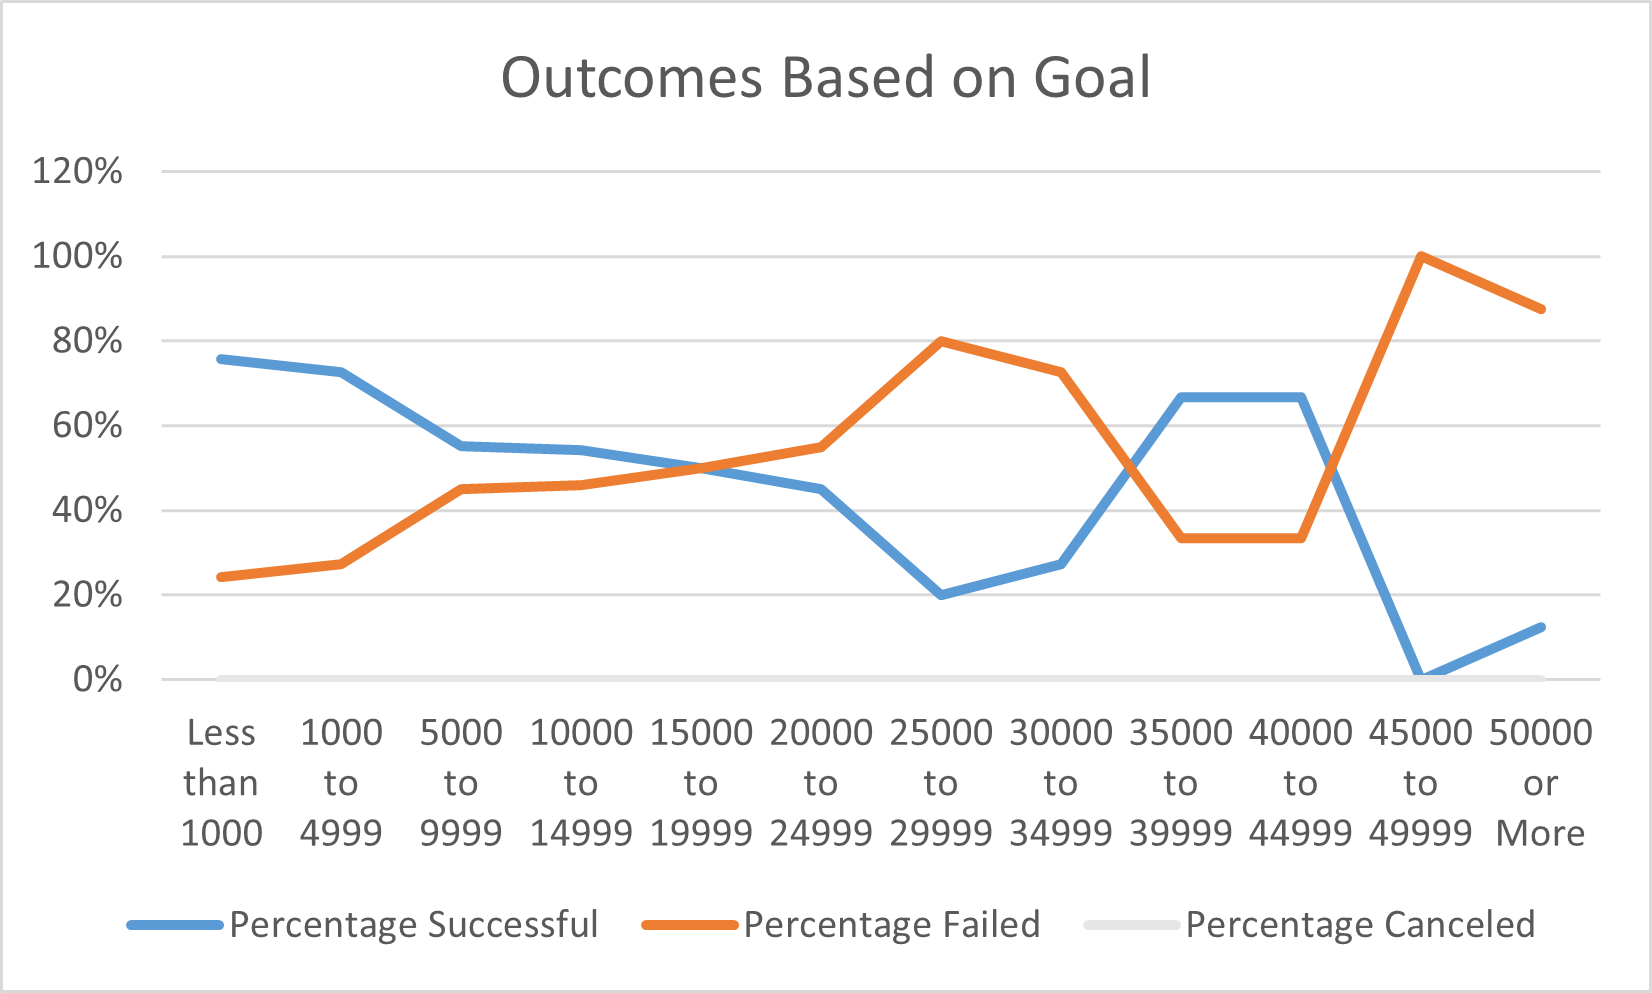 Outcomes Based on Goal
120%
100%
80%
60%
40%
20%
0%
Less than 1000
1000 to 4999
5000 to 9999
10000 to 14999
15000 to 19999
20000 to 24999
25000 to 29999
30000 to 34999
35000 to 39999
40000 to 44999
45000 to 49999
50000 or More
Percentage Successful
Percentage Failed
Percentage Canceled